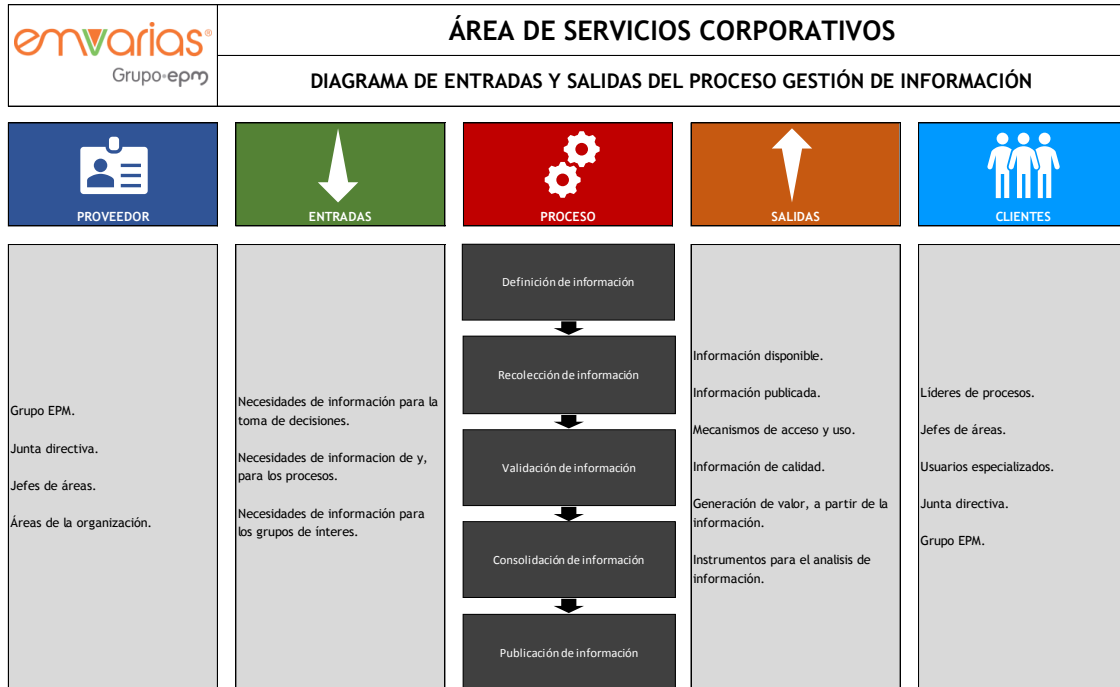 emvarias®
Grupo·epm
ÁREA DE SERVICIOS CORPORATIVOS
DIAGRAMA DE ENTRADAS Y SALIDAS DEL PROCESO GESTIÓN DE INFORMACIÓN
PROVEEDOR
ENTRADAS
PROCESO
SALIDAS
CLIENTES
Grupo EPM.
Junta directiva.
Jefes de áreas.
Áreas de la organización.
Necesidades de información para la
toma de decisiones.
Necesidades de informacion de y,
para los procesos.
Necesidades de información para
los grupos de ínteres.
Definición de información
Recolección de información
Validación de información
Consolidación de información
Publicación de información
Información disponible.
Información publicada.
Mecanismos de acceso y uso.
Información de calidad.
Generación de valor, a partir de la
información.
Instrumentos para el analisis de
información.
Líderes de procesos.
Jefes de áreas.
Usuarios especializados.
Junta directiva.
Grupo EPM.